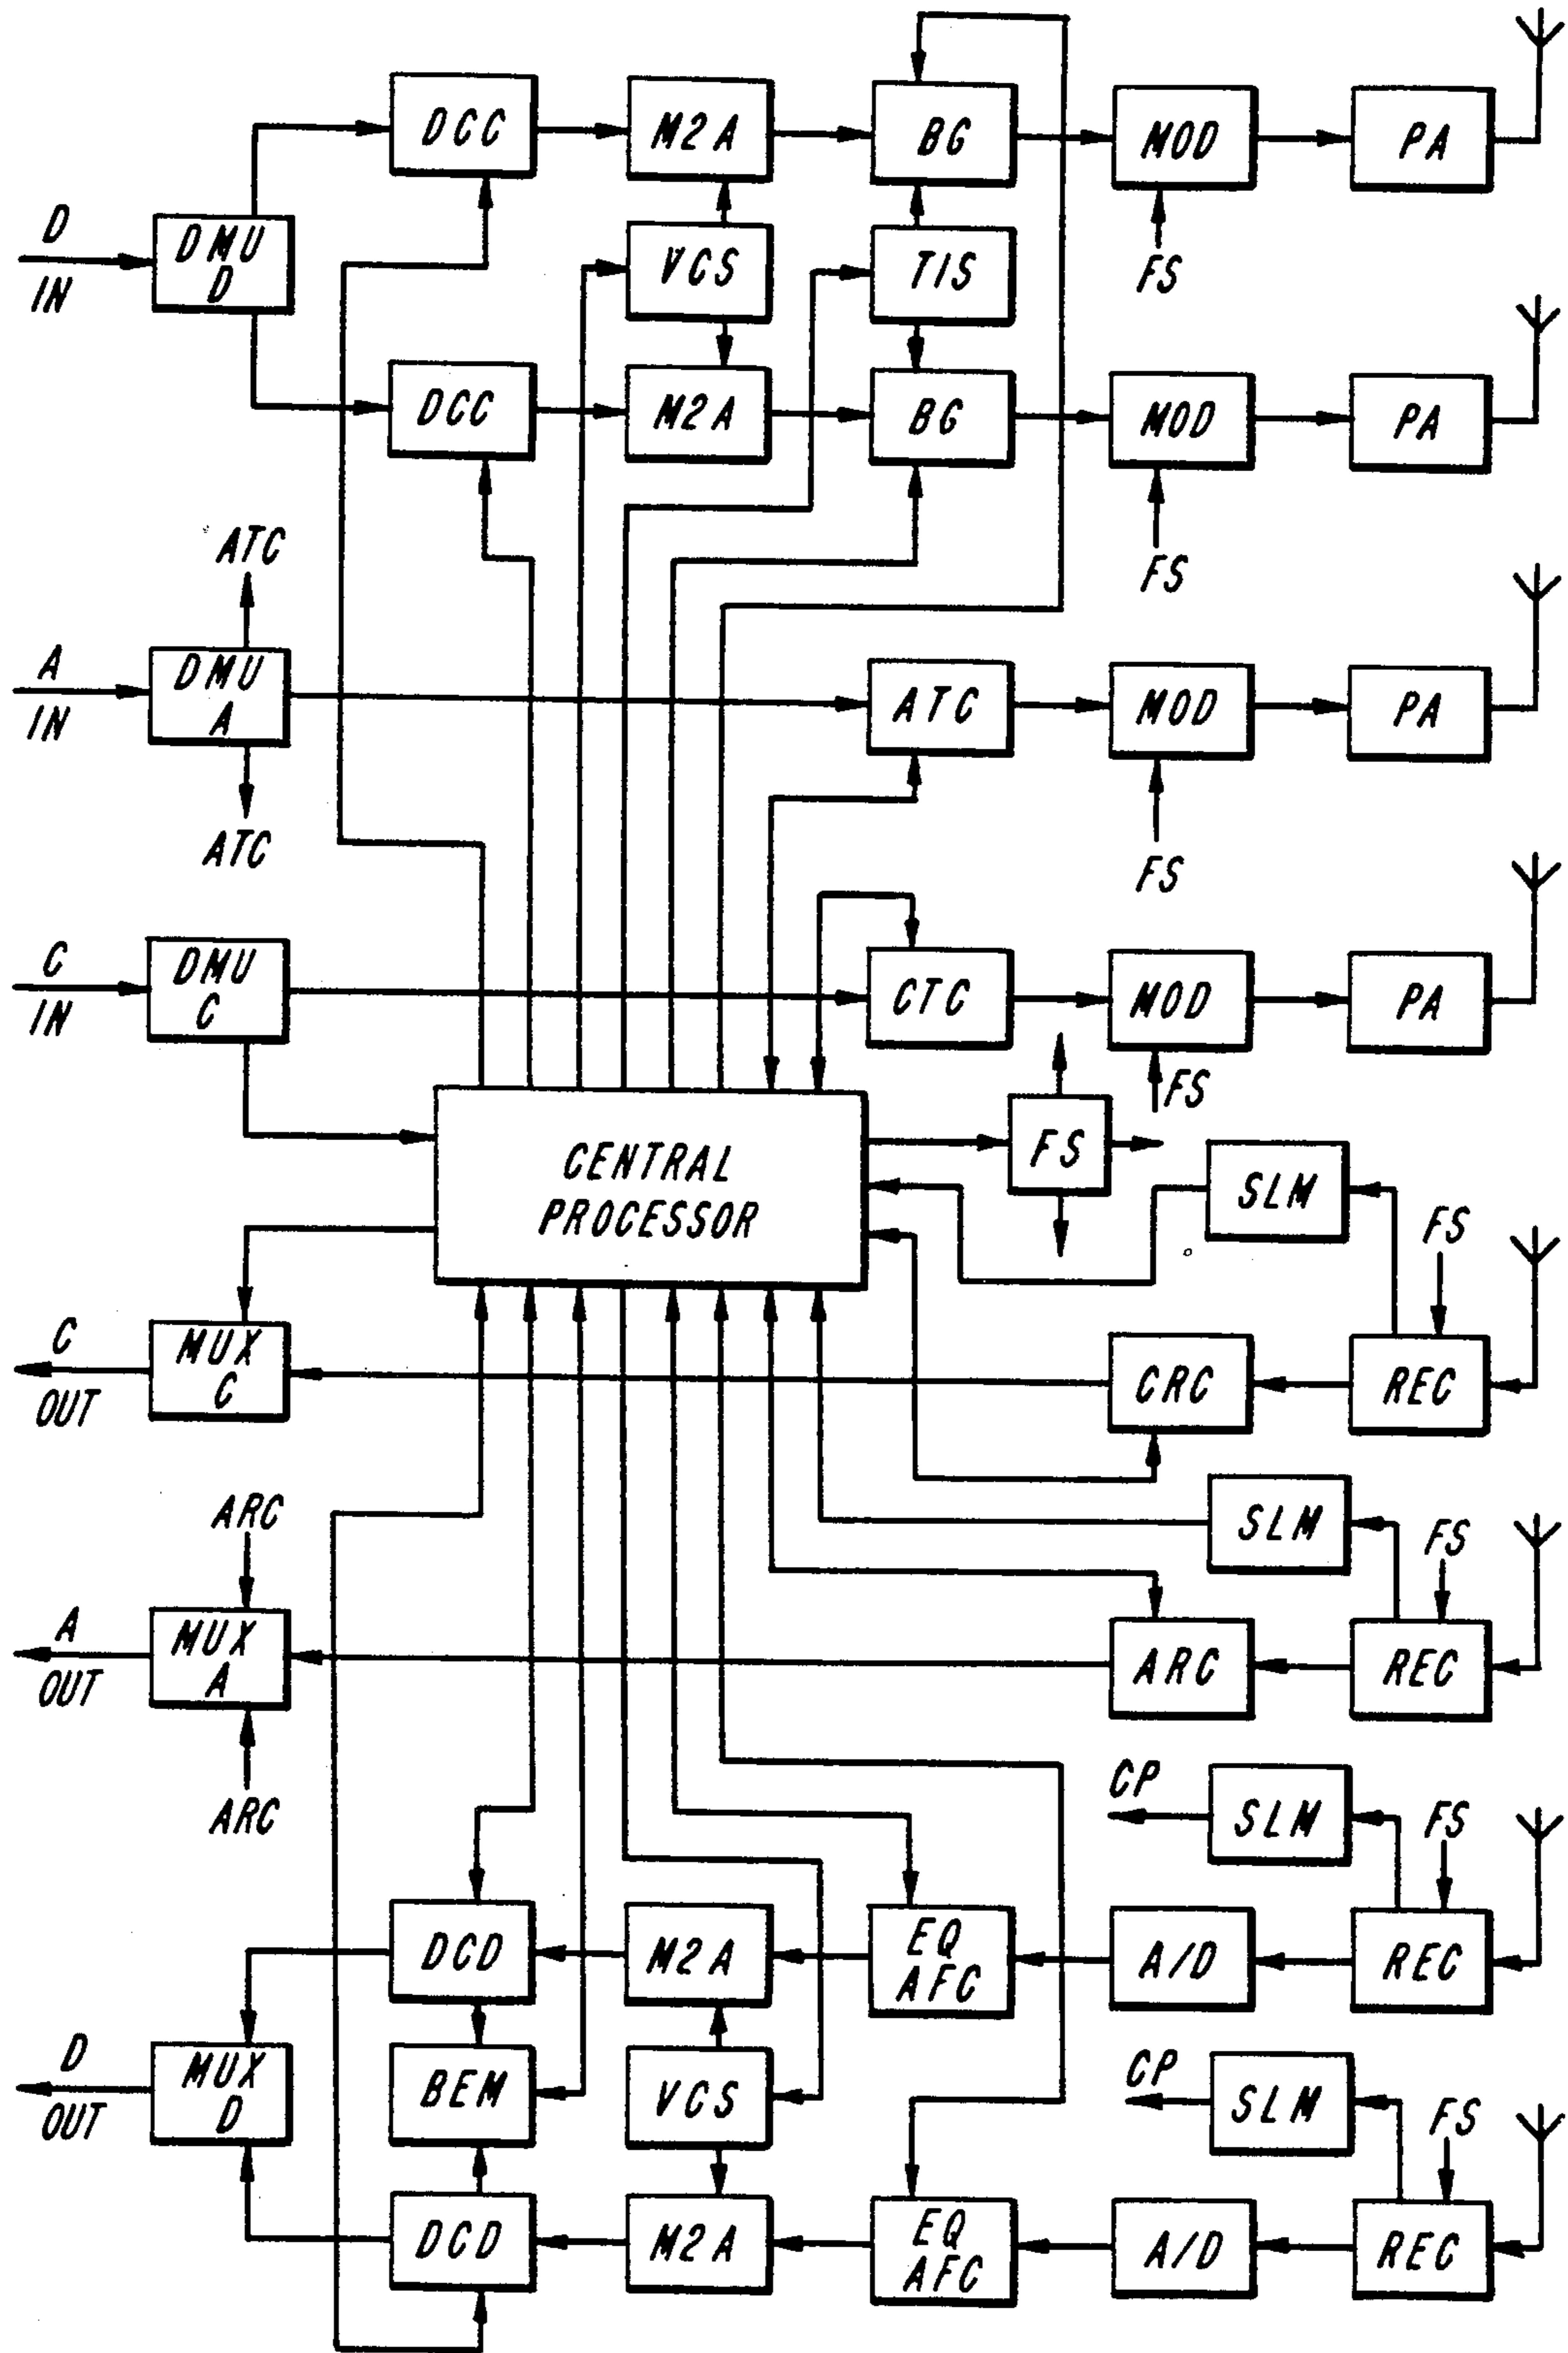 DCC
M2A
BG
MOD
PA
D
IN
DMU
D
VCS
TIS
FS
DCC
M2A
BG
MOD
PA
FS
ATC
A
IN
DMU
A
ATC
MOD
PA
ATC
FS
C
IN
DMU
C
CTC
MOD
PA
FS
CENTRAL
PROCESSOR
FS
SLM
FS
C
OUT
MUX
C
CRC
REC
ARC
SLM
FS
A
OUT
MUX
A
ARC
REC
ARC
CP
SLM
FS
DCD
M2A
EQ
AFC
A/D
REC
D
OUT
MUX
D
BEM
VCS
CP
SLM
FS
DCD
M2A
EQ
AFC
A/D
REC